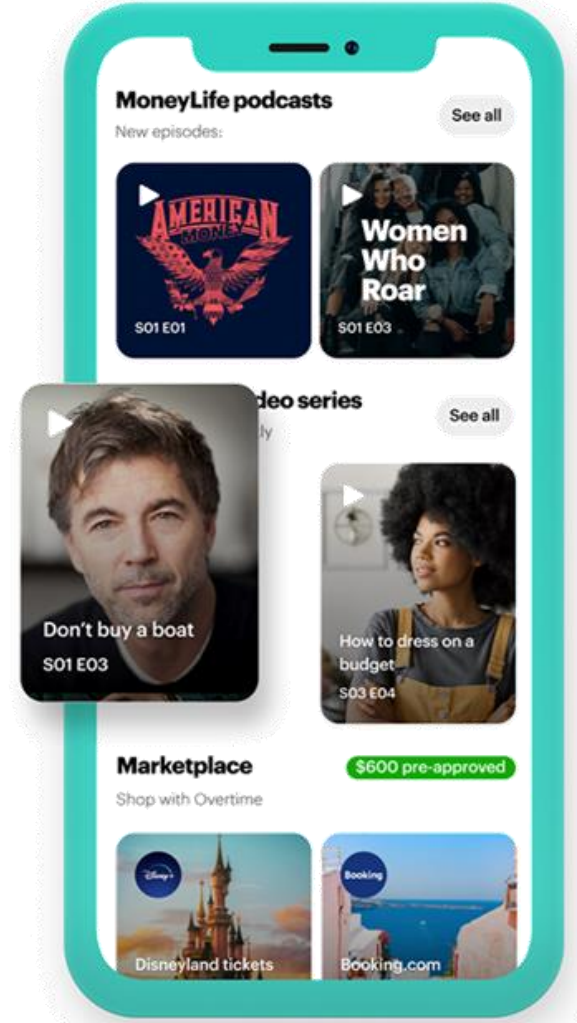 MoneyLife podcasts
See all
New episodes:
AMERICAN
MONEY
S01 E01
Women
Who
Roar
S01 E03
deo series
See all
ly
Don't buy a boat
S01 E03
How to dress on a
budget
S03 E04
Marketplace
$600 pre-approved
Shop with Overtime
Disney+
Disneyland tickets
Booking
Booking.com